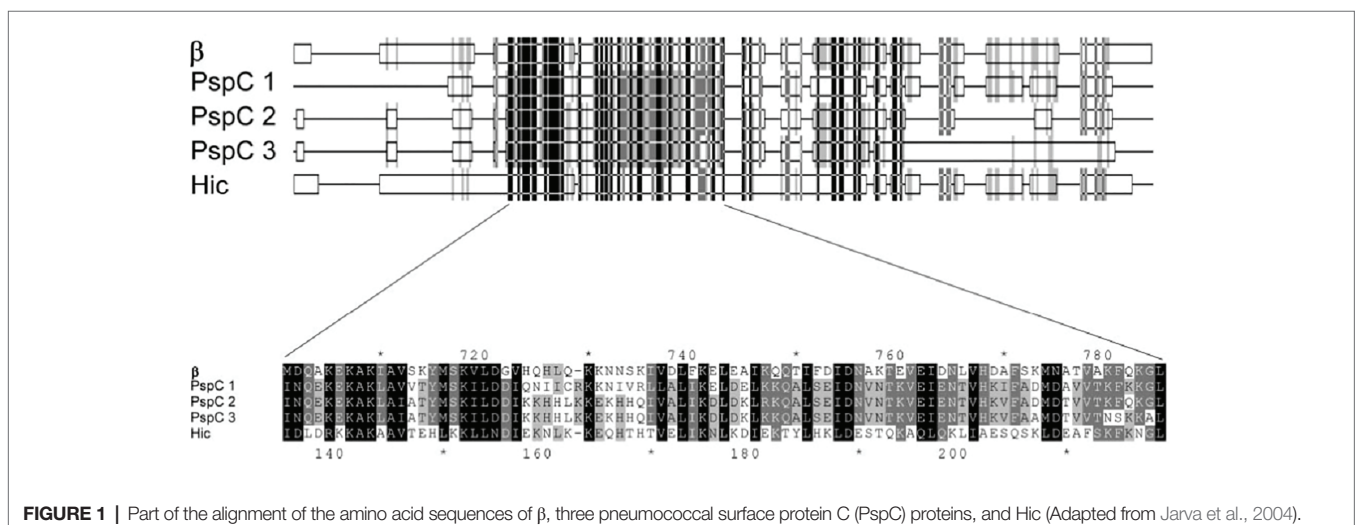 β
PspC 1
PspC 2
PspC 3
Hic
* 720 * 740 * 760 * 780
β MDQAKEKAKIAVSKYMSKVLDGVHQHLQ-KKNNSKIVDLFKELEAIKQQTIFDIDNAKTEVEIDNLVHDAFSKMNATVAKFQKGL
PspC 1 INQEKEKAKLAVVTYMSKILDDIQNIICRKKNIVRLLALIKELDELKKQALSEIDNVNTKVEIENTVHKIFADMDAVVTKFKKGL
PspC 2 INQEKEKAKLAIATYMSKILDDIKKHHLKKEKHHQIVALIKDLDKLRKQALSEIDNVNTKVEIENTVHKVFADMDTVVTKFQKGL
PspC 3 INQEKEKAKLAIATYMSKILDDIKKHHLKKEKHHQIVALIKELDKLKKQALSEIDNVNTKVEIENTVHKVFAAMDTVVTNSKKAL
Hic IDLDRKKAKAAVTEHLKKLLNDIEKNLK-KEQHTHTVELIKNLKDIEKTYLHKLDESTQKAQLQKLIAESQSKLDEAFSKFKNGL
140 * 160 * 180 * 200 *
FIGURE 1 | Part of the alignment of the amino acid sequences of β, three pneumococcal surface protein C (PspC) proteins, and Hic (Adapted from Jarva et al., 2004).